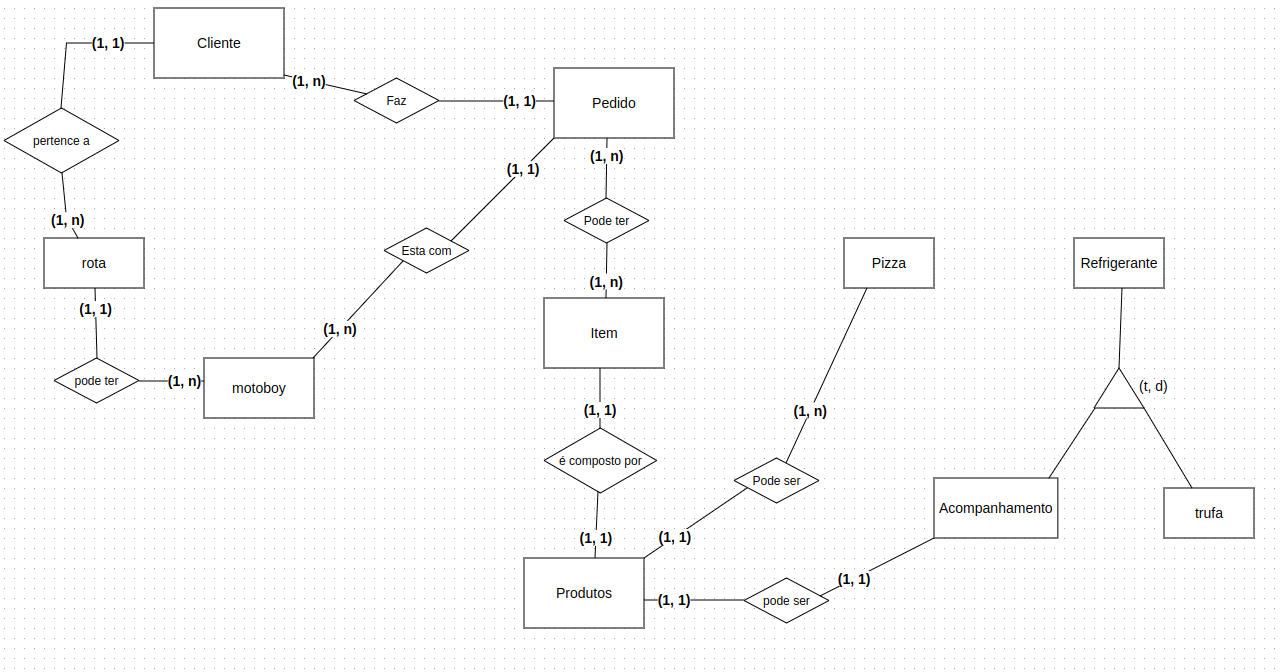 Cliente
(1, 1)
(1, n)
Faz
(1, 1)
Pedido
pertence a
(1, n)
rota
(1, 1)
pode ter
(1, n)
motoboy
(1, 1)
Esta com
(1, n)
(1, n)
Pode ter
(1, n)
Item
(1, 1)
é composto por
(1, 1)
Produtos
Pizza
(1, n)
Pode ser
(1, 1)
(1, 1)
pode ser
(1, 1)
Refrigerante
(t, d)
Acompanhamento
trufa